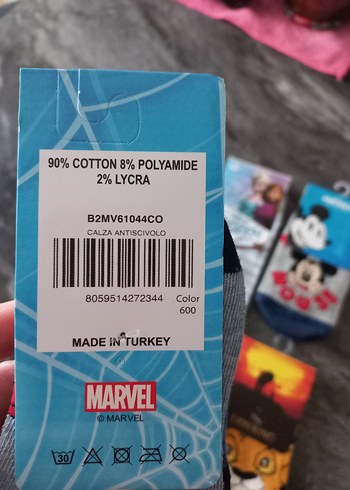 90% COTTON 8% POLYAMIDE
2% LYCRA
B2MV61044CO
CALZA ANTISCIVOLO
8059514272344
Color
600
MADE IN TURKEY
MARVEL
© MARVEL
30